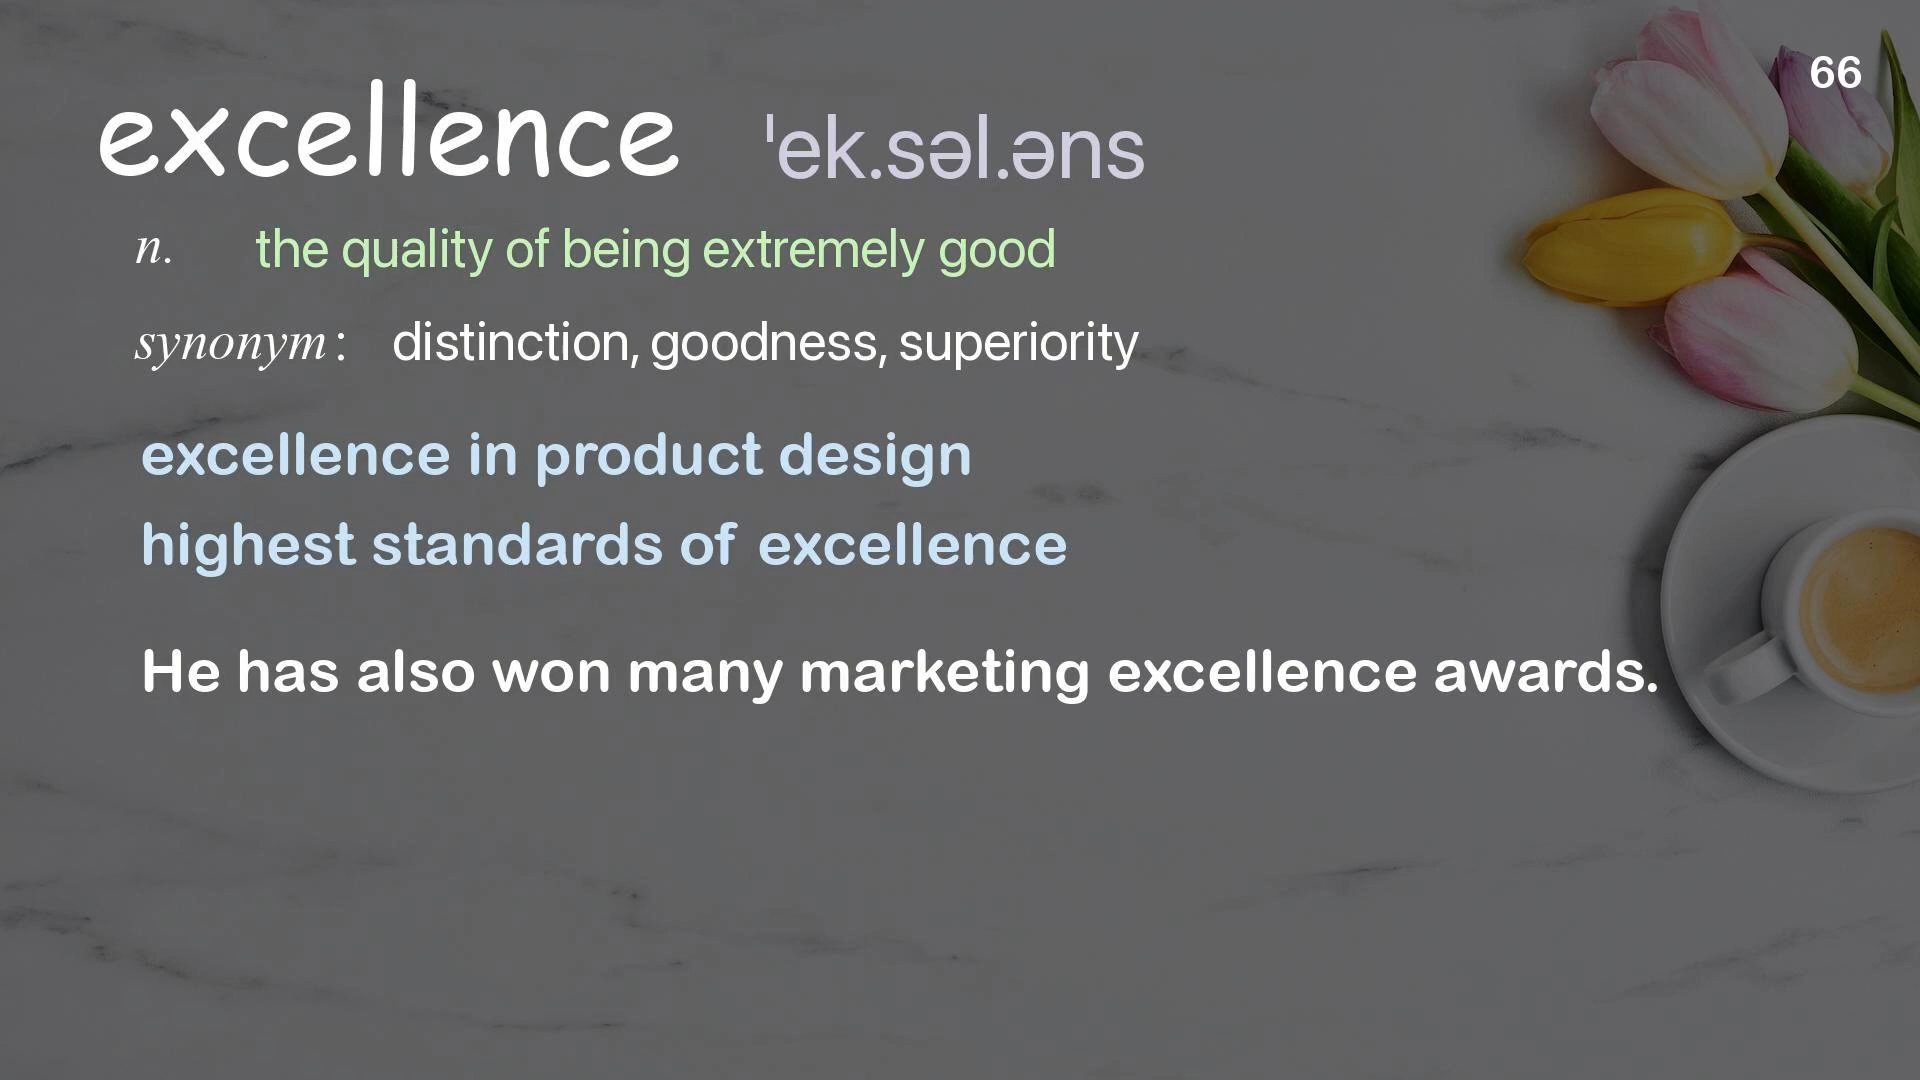 66
excellence ˈek.səl.əns
n. the quality of being extremely good
synonym: distinction, goodness, superiority
excellence in product design
highest standards of excellence
He has also won many marketing excellence awards.